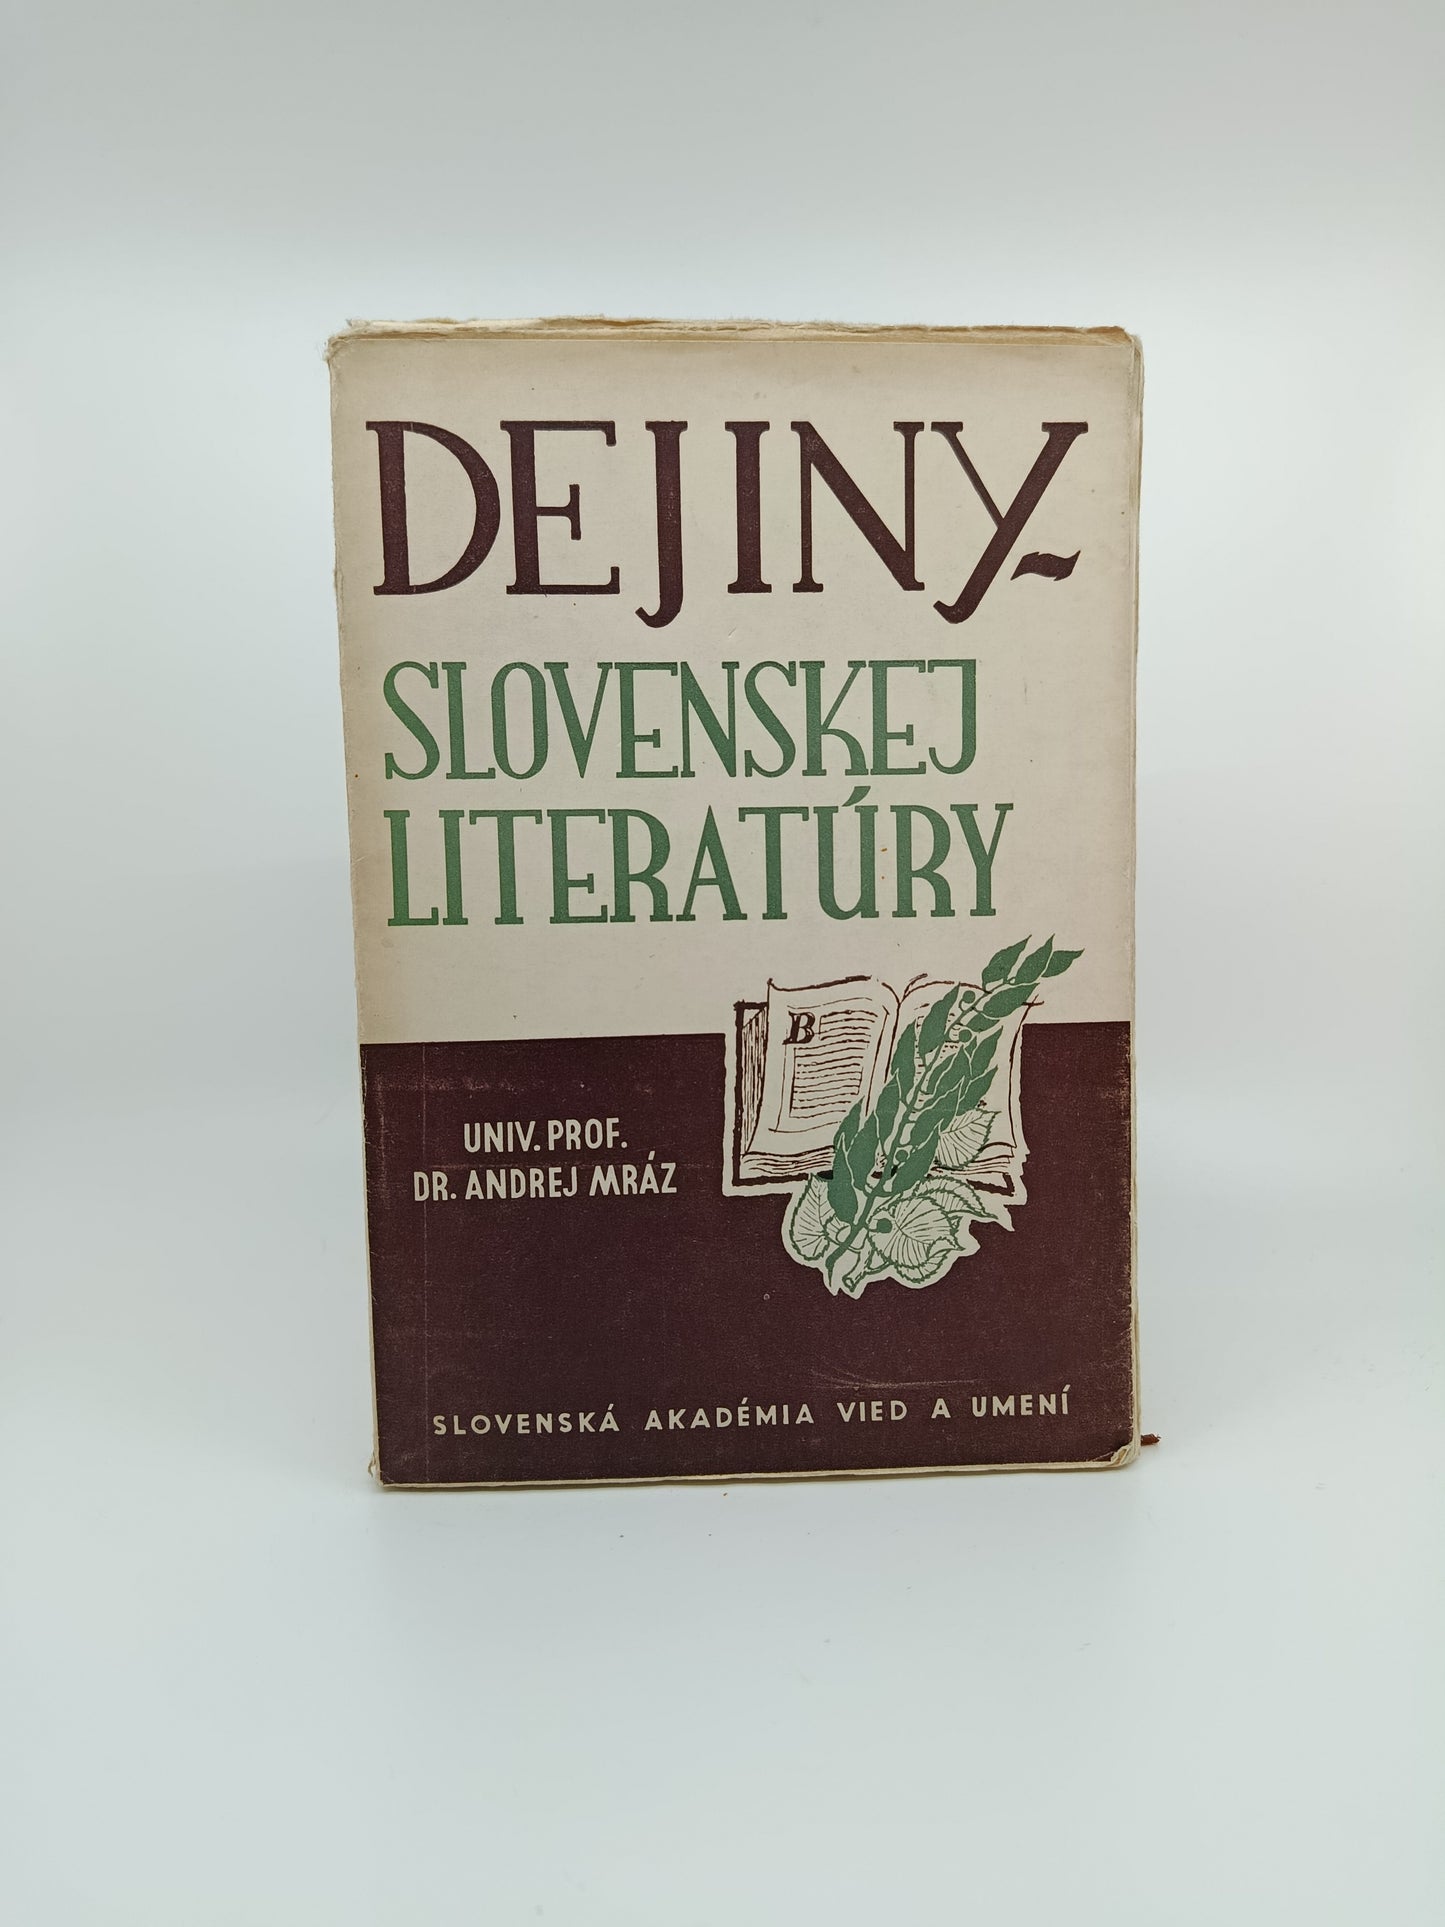 DEJINY
SLOVENSKEJ
LITERATÚRY
B
UNIV. PROF.
DR. ANDREJ MRÁZ
SLOVENSKÁ AKADÉMIA VIED A UMENÍ